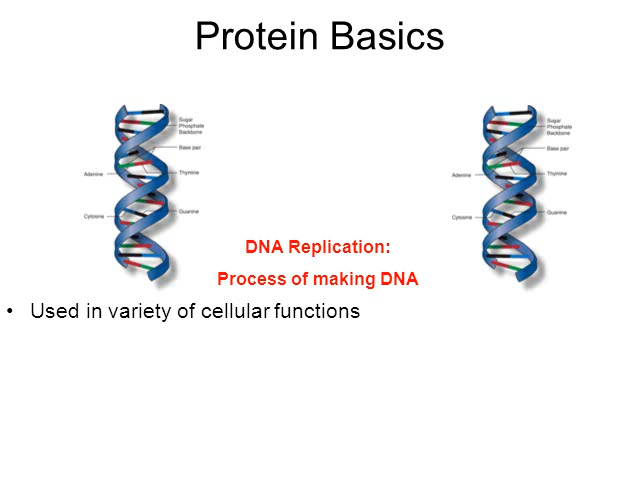 Protein Basics
Sugar
Phosphate
Backbone
Base pair
Adenine
Thymine
Cytosine
Guanine
Sugar
Phosphate
Backbone
Base pair
Adenine
Thymine
Cytosine
Guanine
DNA Replication:
Process of making DNA
• Used in variety of cellular functions